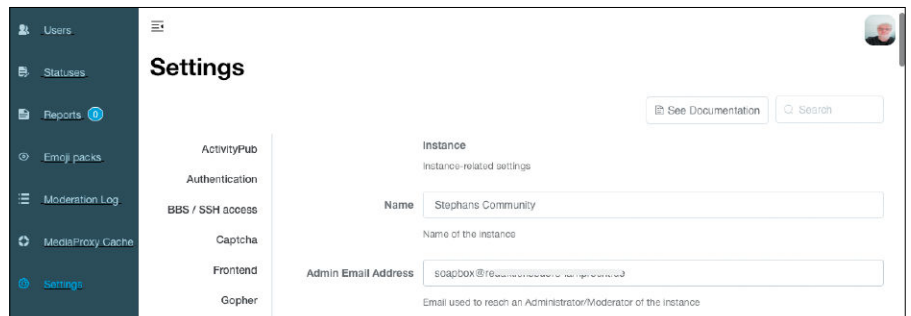 Users
Statuses
Reports 0
Emoji packs
Moderation Log
MediaProxy Cache
Settings
Settings
See Documentation
Search
ActivityPub
Authentication
BBS / SSH access
Captcha
Frontend
Gopher
Instance
Instance-related settings
Name
Stephans Community
Name of the instance
Admin Email Address
Email used to reach an Administrator/Moderator of the instance